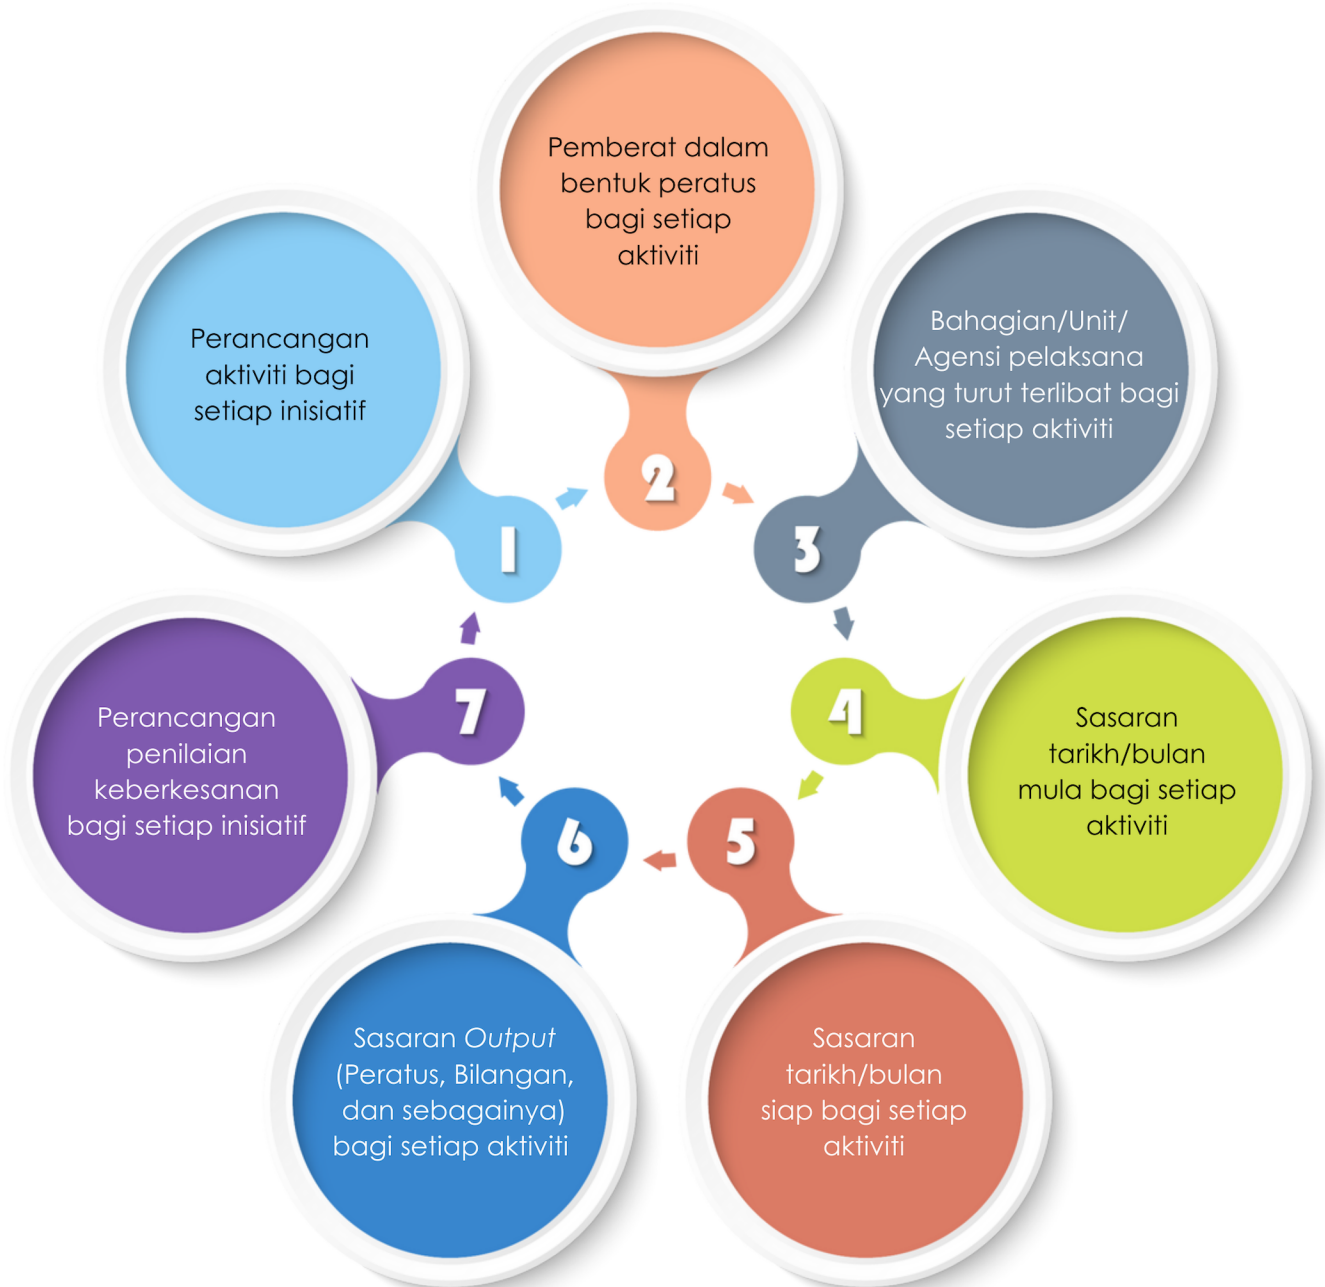 1
Perancangan
aktiviti bagi
setiap inisiatif
2
Pemberat dalam
bentuk peratus
bagi setiap
aktiviti
3
Bahagian/Unit/
Agensi pelaksana
yang turut terlibat bagi
setiap aktiviti
4
Sasaran
tarikh/bulan
mula bagi setiap
aktiviti
5
Sasaran
tarikh/bulan
siap bagi setiap
aktiviti
6
Sasaran Output
(Peratus, Bilangan,
dan sebagainya)
bagi setiap aktiviti
7
Perancangan
penilaian
keberkesanan
bagi setiap inisiatif